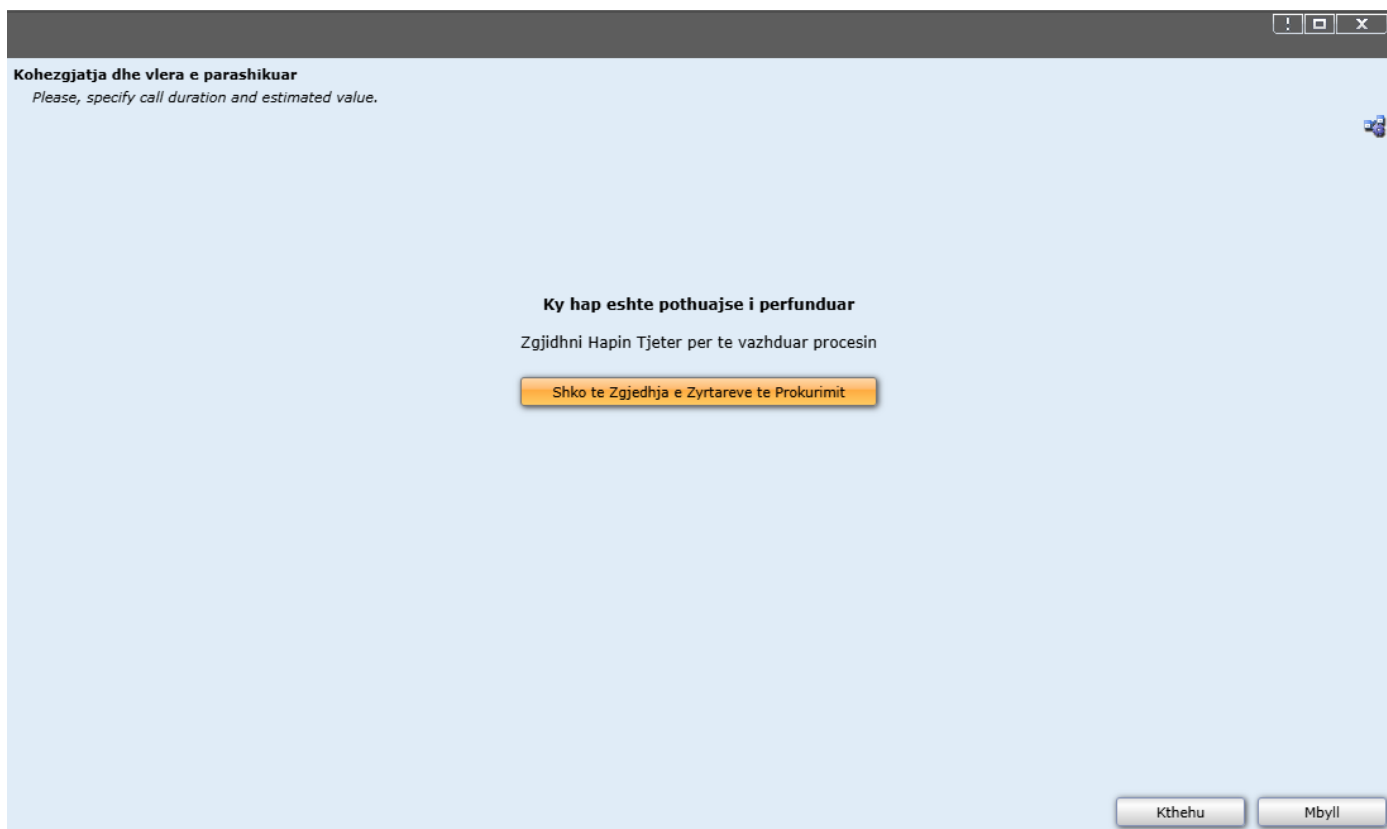 Kohezgjatja dhe vlera e parashikuar
Please, specify call duration and estimated value.
Ky hap eshte pothuajse i perfunduar
Zgjidhni Hapin Tjeter per te vazhduar procesin
Shko te Zgjedhja e Zyrtareve te Prokurimit
Kthehu
Mbyll